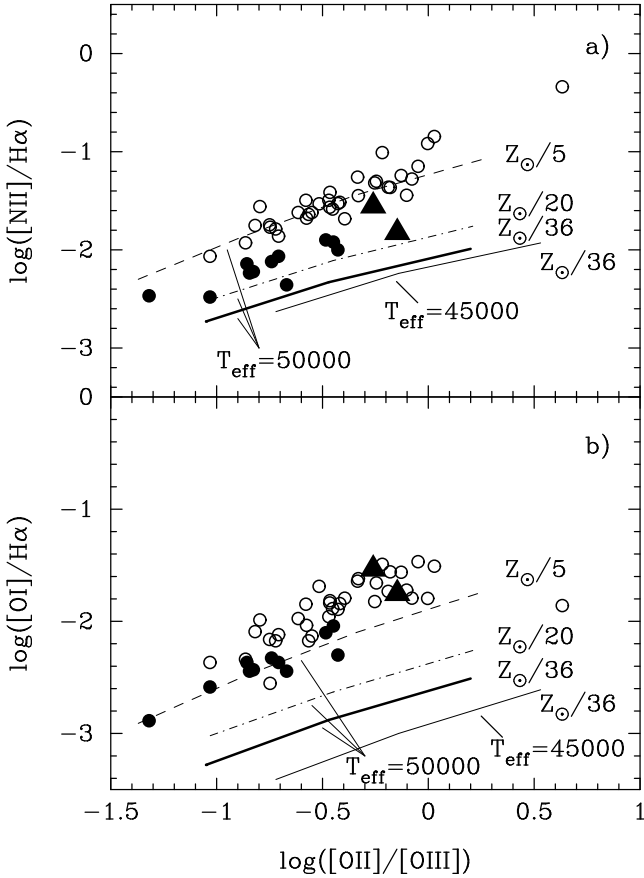 a)
0
−1
−2
−3
0
log([NII]/Hα)
Z⊙/5
Z⊙/20
Z⊙/36
Z⊙/36
Teff=45000
Teff=50000
b)
−1
−2
−3
log([OI]/Hα)
Z⊙/5
Z⊙/20
Z⊙/36
Z⊙/36
Teff=45000
Teff=50000
−1.5 −1 −0.5 0 0.5 1
log([OII]/[OIII])